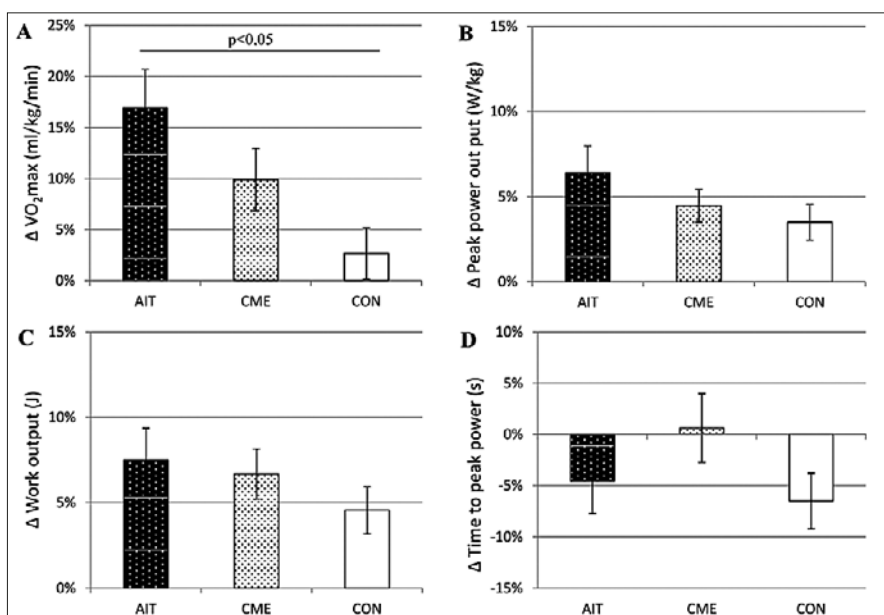 A
Δ VO₂max (ml/kg/min)
25%
20%
15%
10%
5%
0%
p<0.05
AIT CME CON
B
Δ Peak power out put (W/kg)
15%
10%
5%
0%
AIT CME CON
C
Δ Work output (J)
15%
10%
5%
0%
AIT CME CON
D
Δ Time to peak power (s)
10%
5%
0%
-5%
-10%
-15%
AIT CME CON